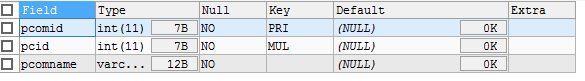 Field Type Null Key Default Extra
pcomid int(11) 7B NO PRI (NULL) 0K
pcid int(11) 7B NO MUL (NULL) 0K
pcomname varc... 12B NO (NULL) 0K